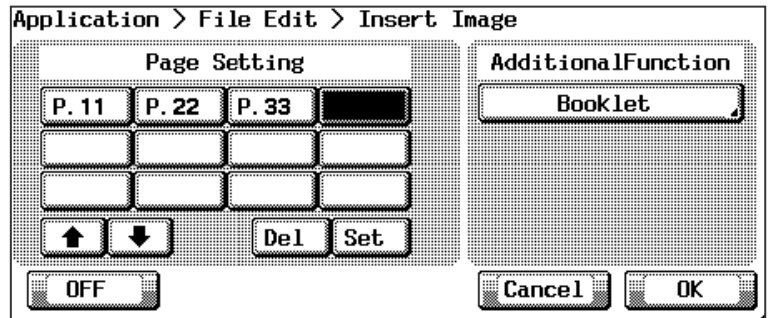 Application > File Edit > Insert Image
Page Setting
AdditionalFunction
P. 11 P. 22 P. 33
Booklet
Del Set
OFF
Cancel OK